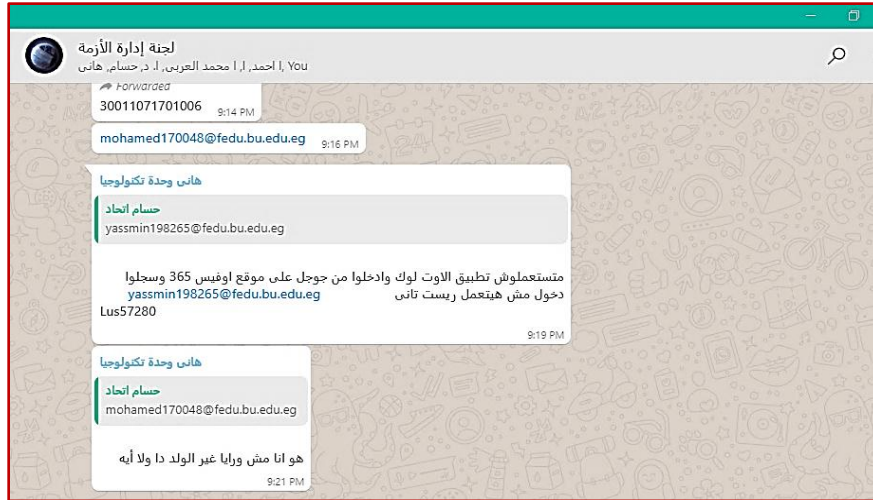 لجنة إدارة الأزمة
You ,ا احمد, ا, ا محمد العربى, ا. د, حسام, هانى
Forwarded
30011071701006
9:14 PM
mohamed170048@fedu.bu.edu.eg
9:16 PM
هانى وحدة تكنولوجيا
حسام اتحاد
yassmin198265@fedu.bu.edu.eg
متستعملوش تطبيق الاوت لوك وادخلوا من جوجل على موقع اوفيس 365 وسجلوا
دخول مش هيتعمل ريست تانى yassmin198265@fedu.bu.edu.eg
Lus57280
9:19 PM
هانى وحدة تكنولوجيا
حسام اتحاد
mohamed170048@fedu.bu.edu.eg
هو انا مش ورايا غير الولد دا ولا أيه
9:21 PM